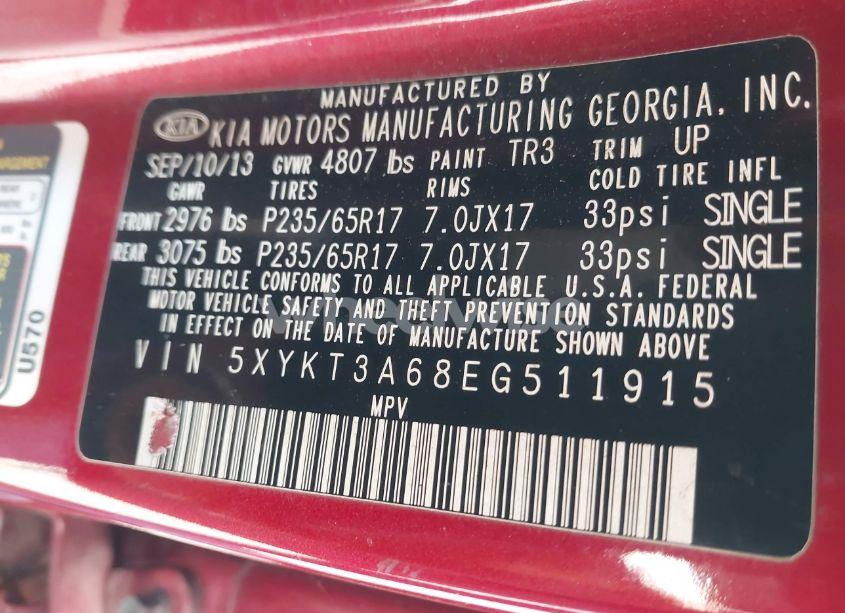 MANUFACTURED BY
KIA KIA MOTORS MANUFACTURING GEORGIA, INC.
SEP/10/13 GVWR 4807 lbs PAINT TR3 TRIM UP
GAWR TIRES RIMS COLD TIRE INFL
FRONT 2976 lbs P235/65R17 7.0JX17 33psi SINGLE
REAR 3075 lbs P235/65R17 7.0JX17 33psi SINGLE
THIS VEHICLE CONFORMS TO ALL APPLICABLE U.S.A. FEDERAL
MOTOR VEHICLE SAFETY AND THEFT PREVENTION STANDARDS
IN EFFECT ON THE DATE OF MANUFACTURE SHOWN ABOVE
VIN 5XYKT3A68EG511915
MPV
U570